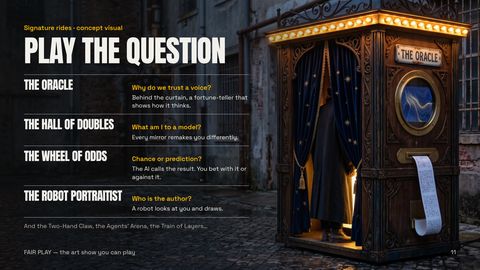 Signature rides · concept visual
PLAY THE QUESTION
THE ORACLE
Why do we trust a voice?
Behind the curtain, a fortune-teller that
shows how it thinks.
THE HALL OF DOUBLES
What am I to a model?
Every mirror remakes you differently.
THE WHEEL OF ODDS
Chance or prediction?
The AI calls the result. You bet with it or
against it.
THE ROBOT PORTRAITIST
Who is the author?
A robot looks at you and draws.
And the Two-Hand Claw, the Agents' Arena, the Train of Layers...
FAIR PLAY — the art show you can play
11
THE ORACLE